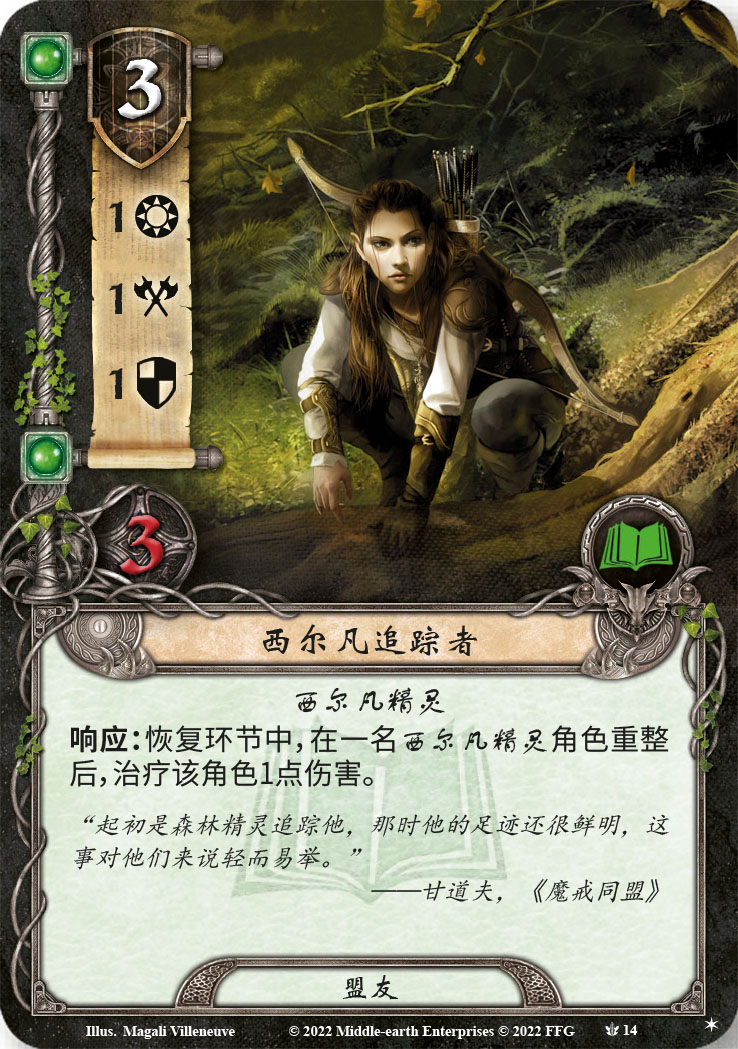 3
1
1
1
3
西尔凡追踪者
西尔凡精灵
响应：恢复环节中，在一名西尔凡精灵角色重整
后，治疗该角色1点伤害。
“起初是森林精灵追踪他，那时他的足迹还很鲜明，这
事对他们来说轻而易举。”
——甘道夫，《魔戒同盟》
盟友
Illus. Magali Villeneuve © 2022 Middle-earth Enterprises © 2022 FFG 14